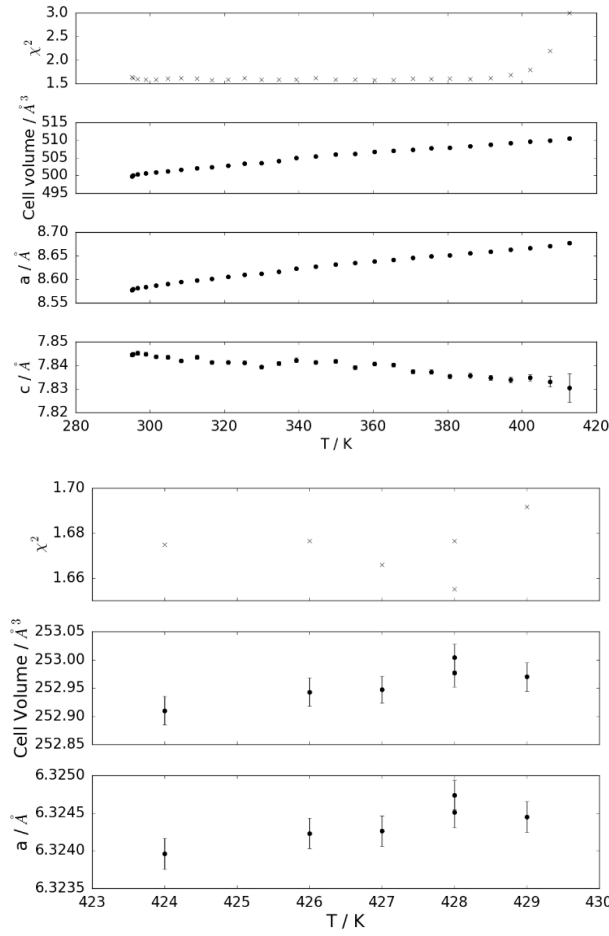 3.0
2.5
2.0
1.5
χ²
515
510
505
500
495
Cell volume / Å³
8.70
8.65
8.60
8.55
a / Å
7.85
7.84
7.83
7.82
c / Å
280 300 320 340 360 380 400 420
T / K
1.70
1.68
1.66
χ²
253.05
253.00
252.95
252.90
252.85
Cell Volume / Å³
6.3250
6.3245
6.3240
6.3235
a / Å
423 424 425 426 427 428 429 430
T / K